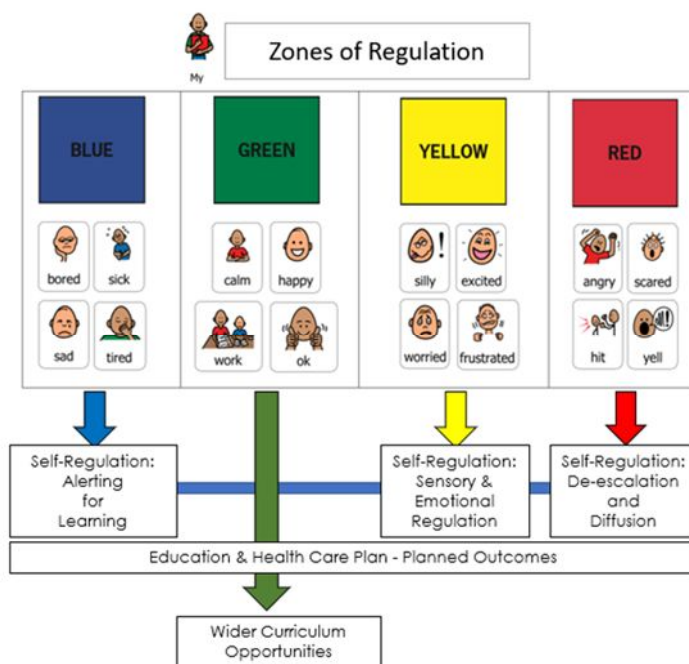 My
Zones of Regulation
BLUE
GREEN
YELLOW
RED
bored
sick
sad
tired
calm
happy
work
ok
!
silly
excited
worried
frustrated
angry
scared
hit
yell
Self-Regulation:
Alerting
for
Learning
Self-Regulation:
Sensory &
Emotional
Regulation
Self-Regulation:
De-escalation
and
Diffusion
Education & Health Care Plan - Planned Outcomes
Wider Curriculum
Opportunities